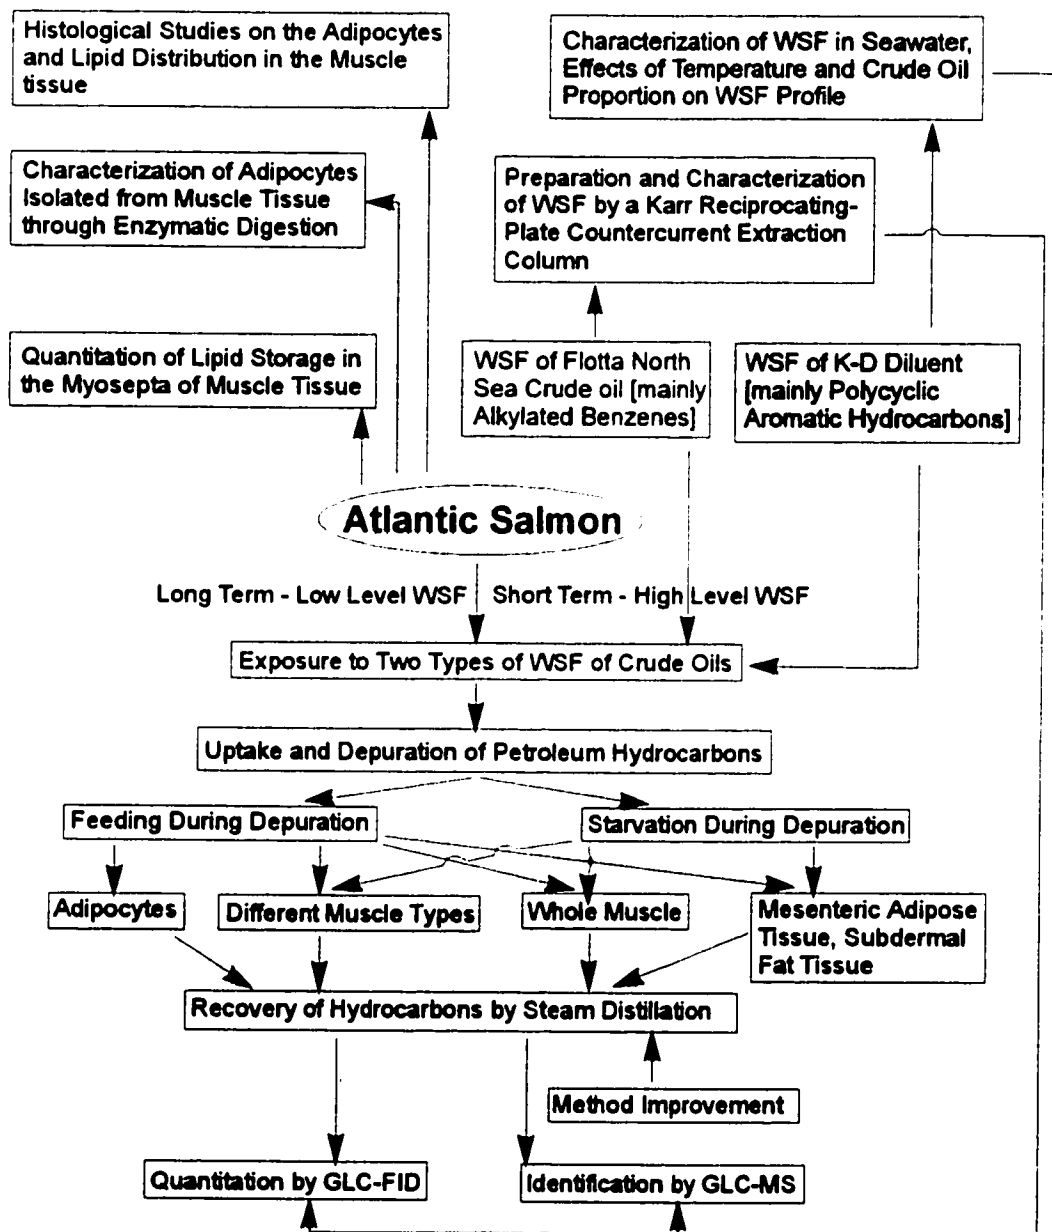 Histological Studies on the Adipocytes
and Lipid Distribution in the Muscle
tissue
Characterization of WSF in Seawater,
Effects of Temperature and Crude Oil
Proportion on WSF Profile
Characterization of Adipocytes
Isolated from Muscle Tissue
through Enzymatic Digestion
Preparation and Characterization
of WSF by a Karr Reciprocating-
Plate Countercurrent Extraction
Column
Quantitation of Lipid Storage in
the Myosepta of Muscle Tissue
WSF of Flotta North
Sea Crude oil [mainly
Alkylated Benzenes]
WSF of K-D Diluent
[mainly Polycyclic
Aromatic Hydrocarbons]
Atlantic Salmon
Long Term - Low Level WSF
Short Term - High Level WSF
Exposure to Two Types of WSF of Crude Oils
Uptake and Depuration of Petroleum Hydrocarbons
Feeding During Depuration
Starvation During Depuration
Adipocytes
Different Muscle Types
Whole Muscle
Mesenteric Adipose
Tissue, Subdermal
Fat Tissue
Recovery of Hydrocarbons by Steam Distillation
Method Improvement
Quantitation by GLC-FID
Identification by GLC-MS